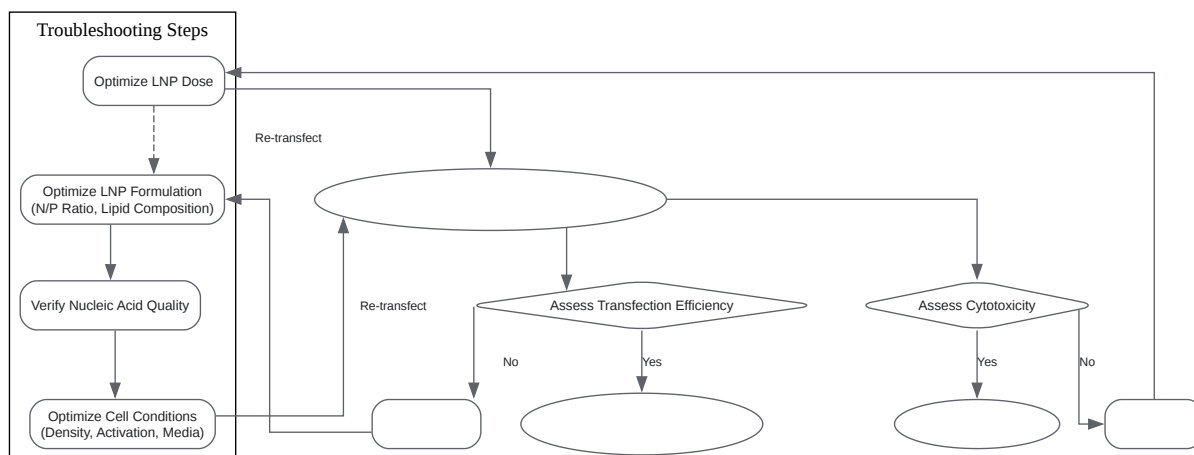 Troubleshooting Steps
Optimize LNP Dose
Re-transfect
Optimize LNP Formulation
(N/P Ratio, Lipid Composition)
Verify Nucleic Acid Quality
Re-transfect
Assess Transfection Efficiency
Assess Cytotoxicity
No
Yes
Yes
No
Optimize Cell Conditions
(Density, Activation, Media)